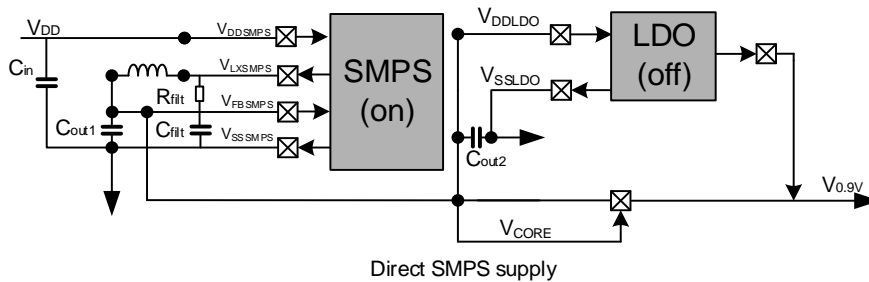 VDD
VDDSMPS
VDDLDO
LDO
(off)
Cin
VLXSMPS
SMPS
(on)
VSSLDO
Rfilt
VFBSMPS
Cout1
Cfilt
VSSSMPS
Cout2
V0.9V
VCORE
Direct SMPS supply